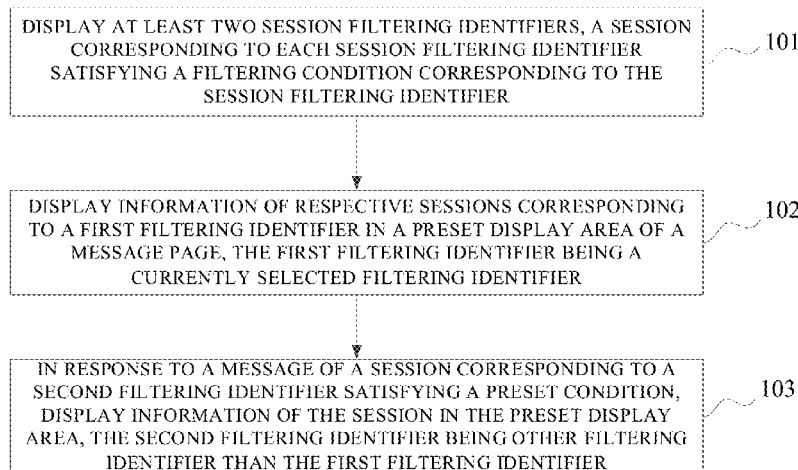 DISPLAY AT LEAST TWO SESSION FILTERING IDENTIFIERS, A SESSION
CORRESPONDING TO EACH SESSION FILTERING IDENTIFIER
SATISFYING A FILTERING CONDITION CORRESPONDING TO THE
SESSION FILTERING IDENTIFIER
101
DISPLAY INFORMATION OF RESPECTIVE SESSIONS CORRESPONDING
TO A FIRST FILTERING IDENTIFIER IN A PRESET DISPLAY AREA OF A
MESSAGE PAGE, THE FIRST FILTERING IDENTIFIER BEING A
CURRENTLY SELECTED FILTERING IDENTIFIER
102
IN RESPONSE TO A MESSAGE OF A SESSION CORRESPONDING TO A
SECOND FILTERING IDENTIFIER SATISFYING A PRESET CONDITION,
DISPLAY INFORMATION OF THE SESSION IN THE PRESET DISPLAY
AREA, THE SECOND FILTERING IDENTIFIER BEING OTHER FILTERING
IDENTIFIER THAN THE FIRST FILTERING IDENTIFIER
103